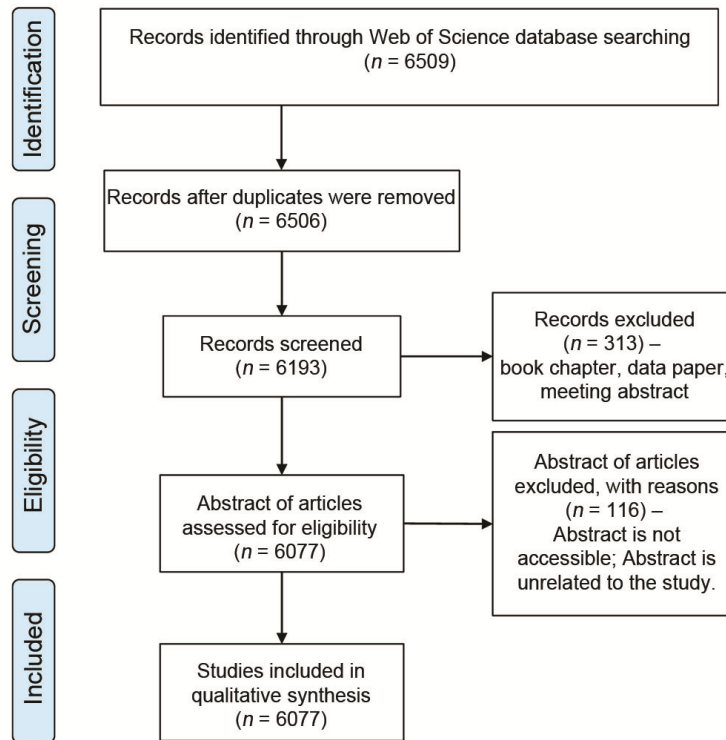 Identification
Records identified through Web of Science database searching
(n = 6509)
Records after duplicates were removed
(n = 6506)
Screening
Records screened
(n = 6193)
Records excluded
(n = 313) –
book chapter, data paper,
meeting abstract
Eligibility
Abstract of articles
assessed for eligibility
(n = 6077)
Abstract of articles
excluded, with reasons
(n = 116) –
Abstract is not
accessible; Abstract is
unrelated to the study.
Included
Studies included in
qualitative synthesis
(n = 6077)